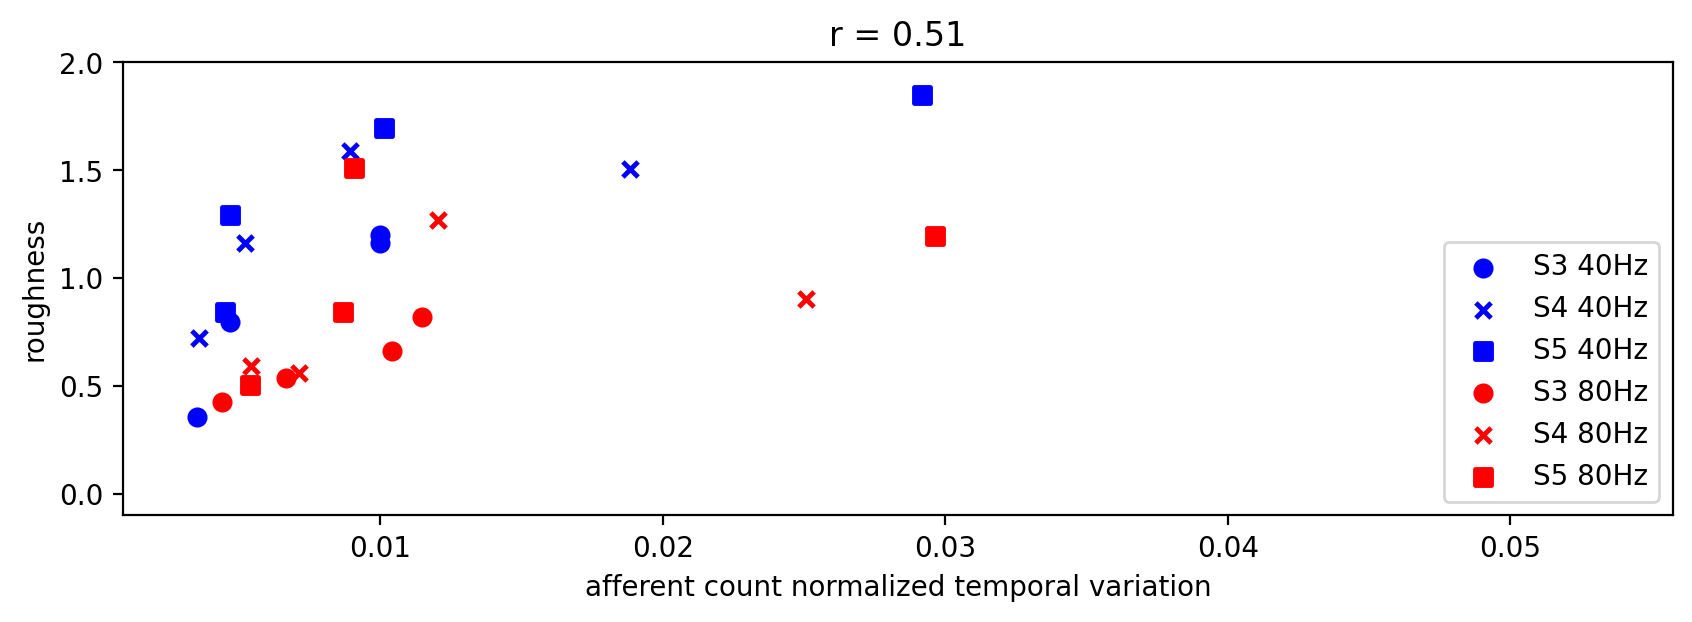 r = 0.51
2.0
1.5
1.0
0.5
0.0
roughness
S3 40Hz
S4 40Hz
S5 40Hz
S3 80Hz
S4 80Hz
S5 80Hz
0.01 0.02 0.03 0.04 0.05
afferent count normalized temporal variation